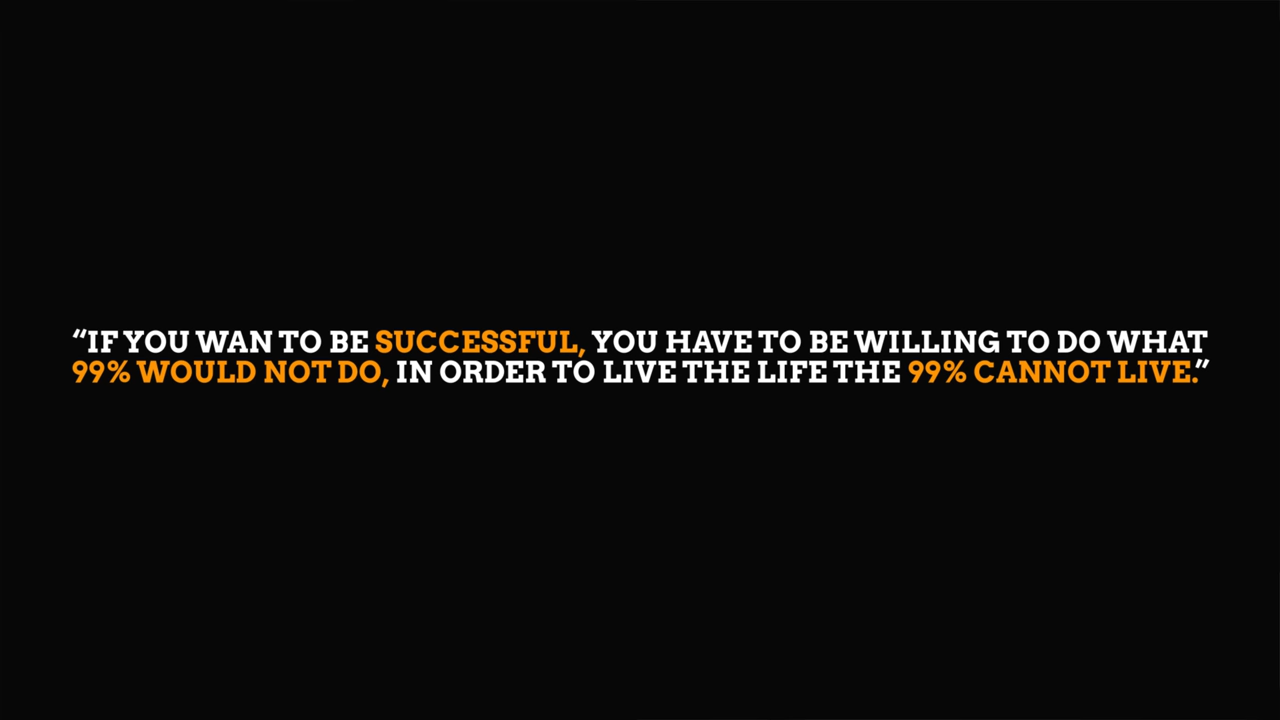 “IF YOU WAN TO BE SUCCESSFUL, YOU HAVE TO BE WILLING TO DO WHAT
99% WOULD NOT DO, IN ORDER TO LIVE THE LIFE THE 99% CANNOT LIVE.”